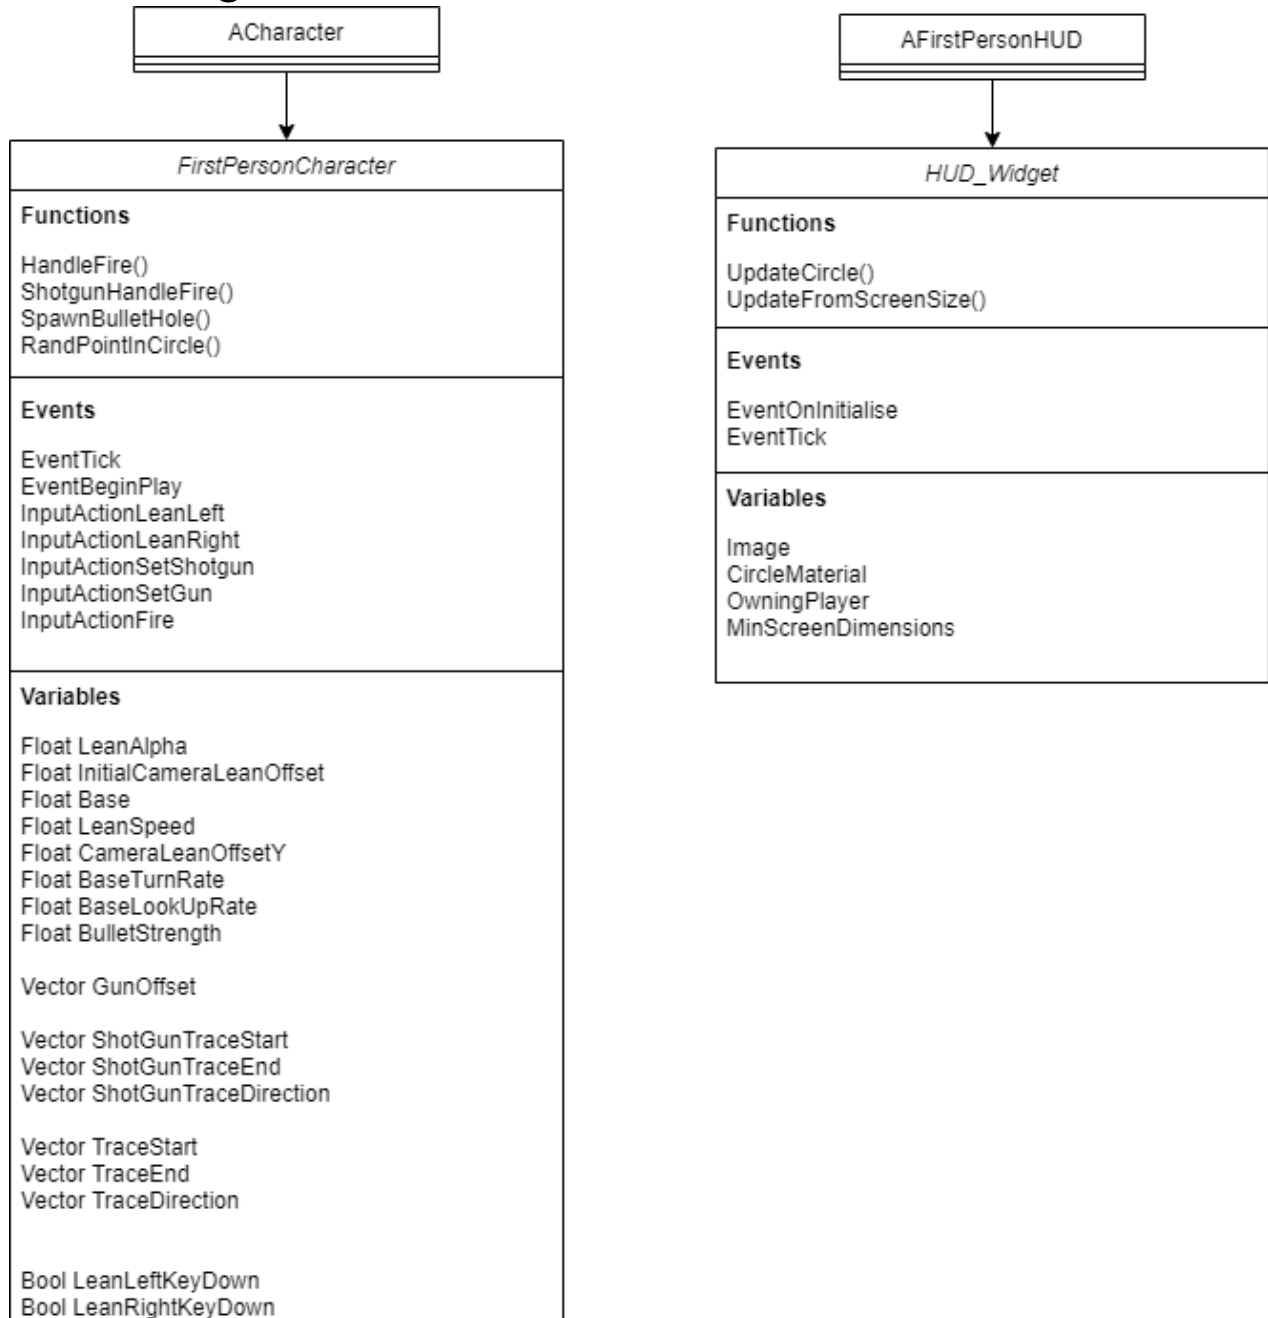 ACharacter
FirstPersonCharacter
Functions
HandleFire()
ShotgunHandleFire()
SpawnBulletHole()
RandPointInCircle()
Events
EventTick
EventBeginPlay
InputActionLeanLeft
InputActionLeanRight
InputActionSetShotgun
InputActionSetGun
InputActionFire
Variables
Float LeanAlpha
Float InitialCameraLeanOffset
Float Base
Float LeanSpeed
Float CameraLeanOffsetY
Float BaseTurnRate
Float BaseLookUpRate
Float BulletStrength
Vector GunOffset
Vector ShotGunTraceStart
Vector ShotGunTraceEnd
Vector ShotGunTraceDirection
Vector TraceStart
Vector TraceEnd
Vector TraceDirection
Bool LeanLeftKeyDown
Bool LeanRightKeyDown
AFirstPersonHUD
HUD_Widget
Functions
UpdateCircle()
UpdateFromScreenSize()
Events
EventOnInitialise
EventTick
Variables
Image
CircleMaterial
OwningPlayer
MinScreenDimensions